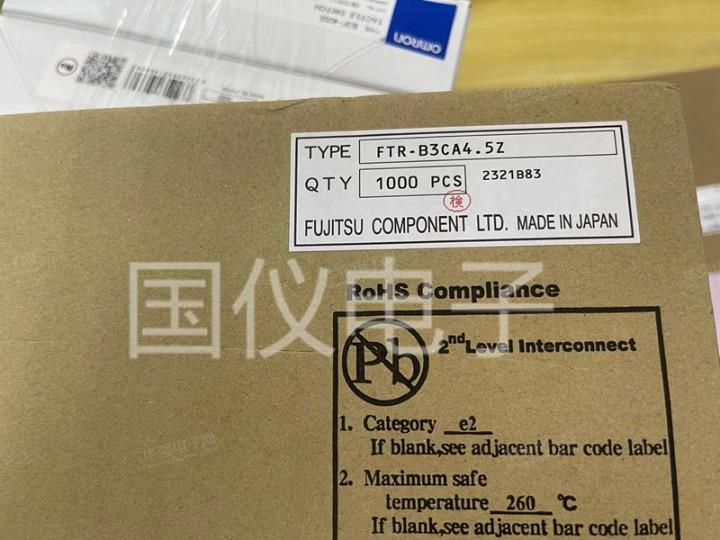 omron
TACTILE SWITCH
TYPE FTR-B3CA4.5Z
QTY 1000 PCS 2321B83
検
FUJITSU COMPONENT LTD. MADE IN JAPAN
国仪电子
RoHS Compliance
Pb 2nd Level Interconnect
1. Category e2
If blank,see adjacent bar code label
2. Maximum safe
temperature 260 ℃
If blank,see adjacent bar code label